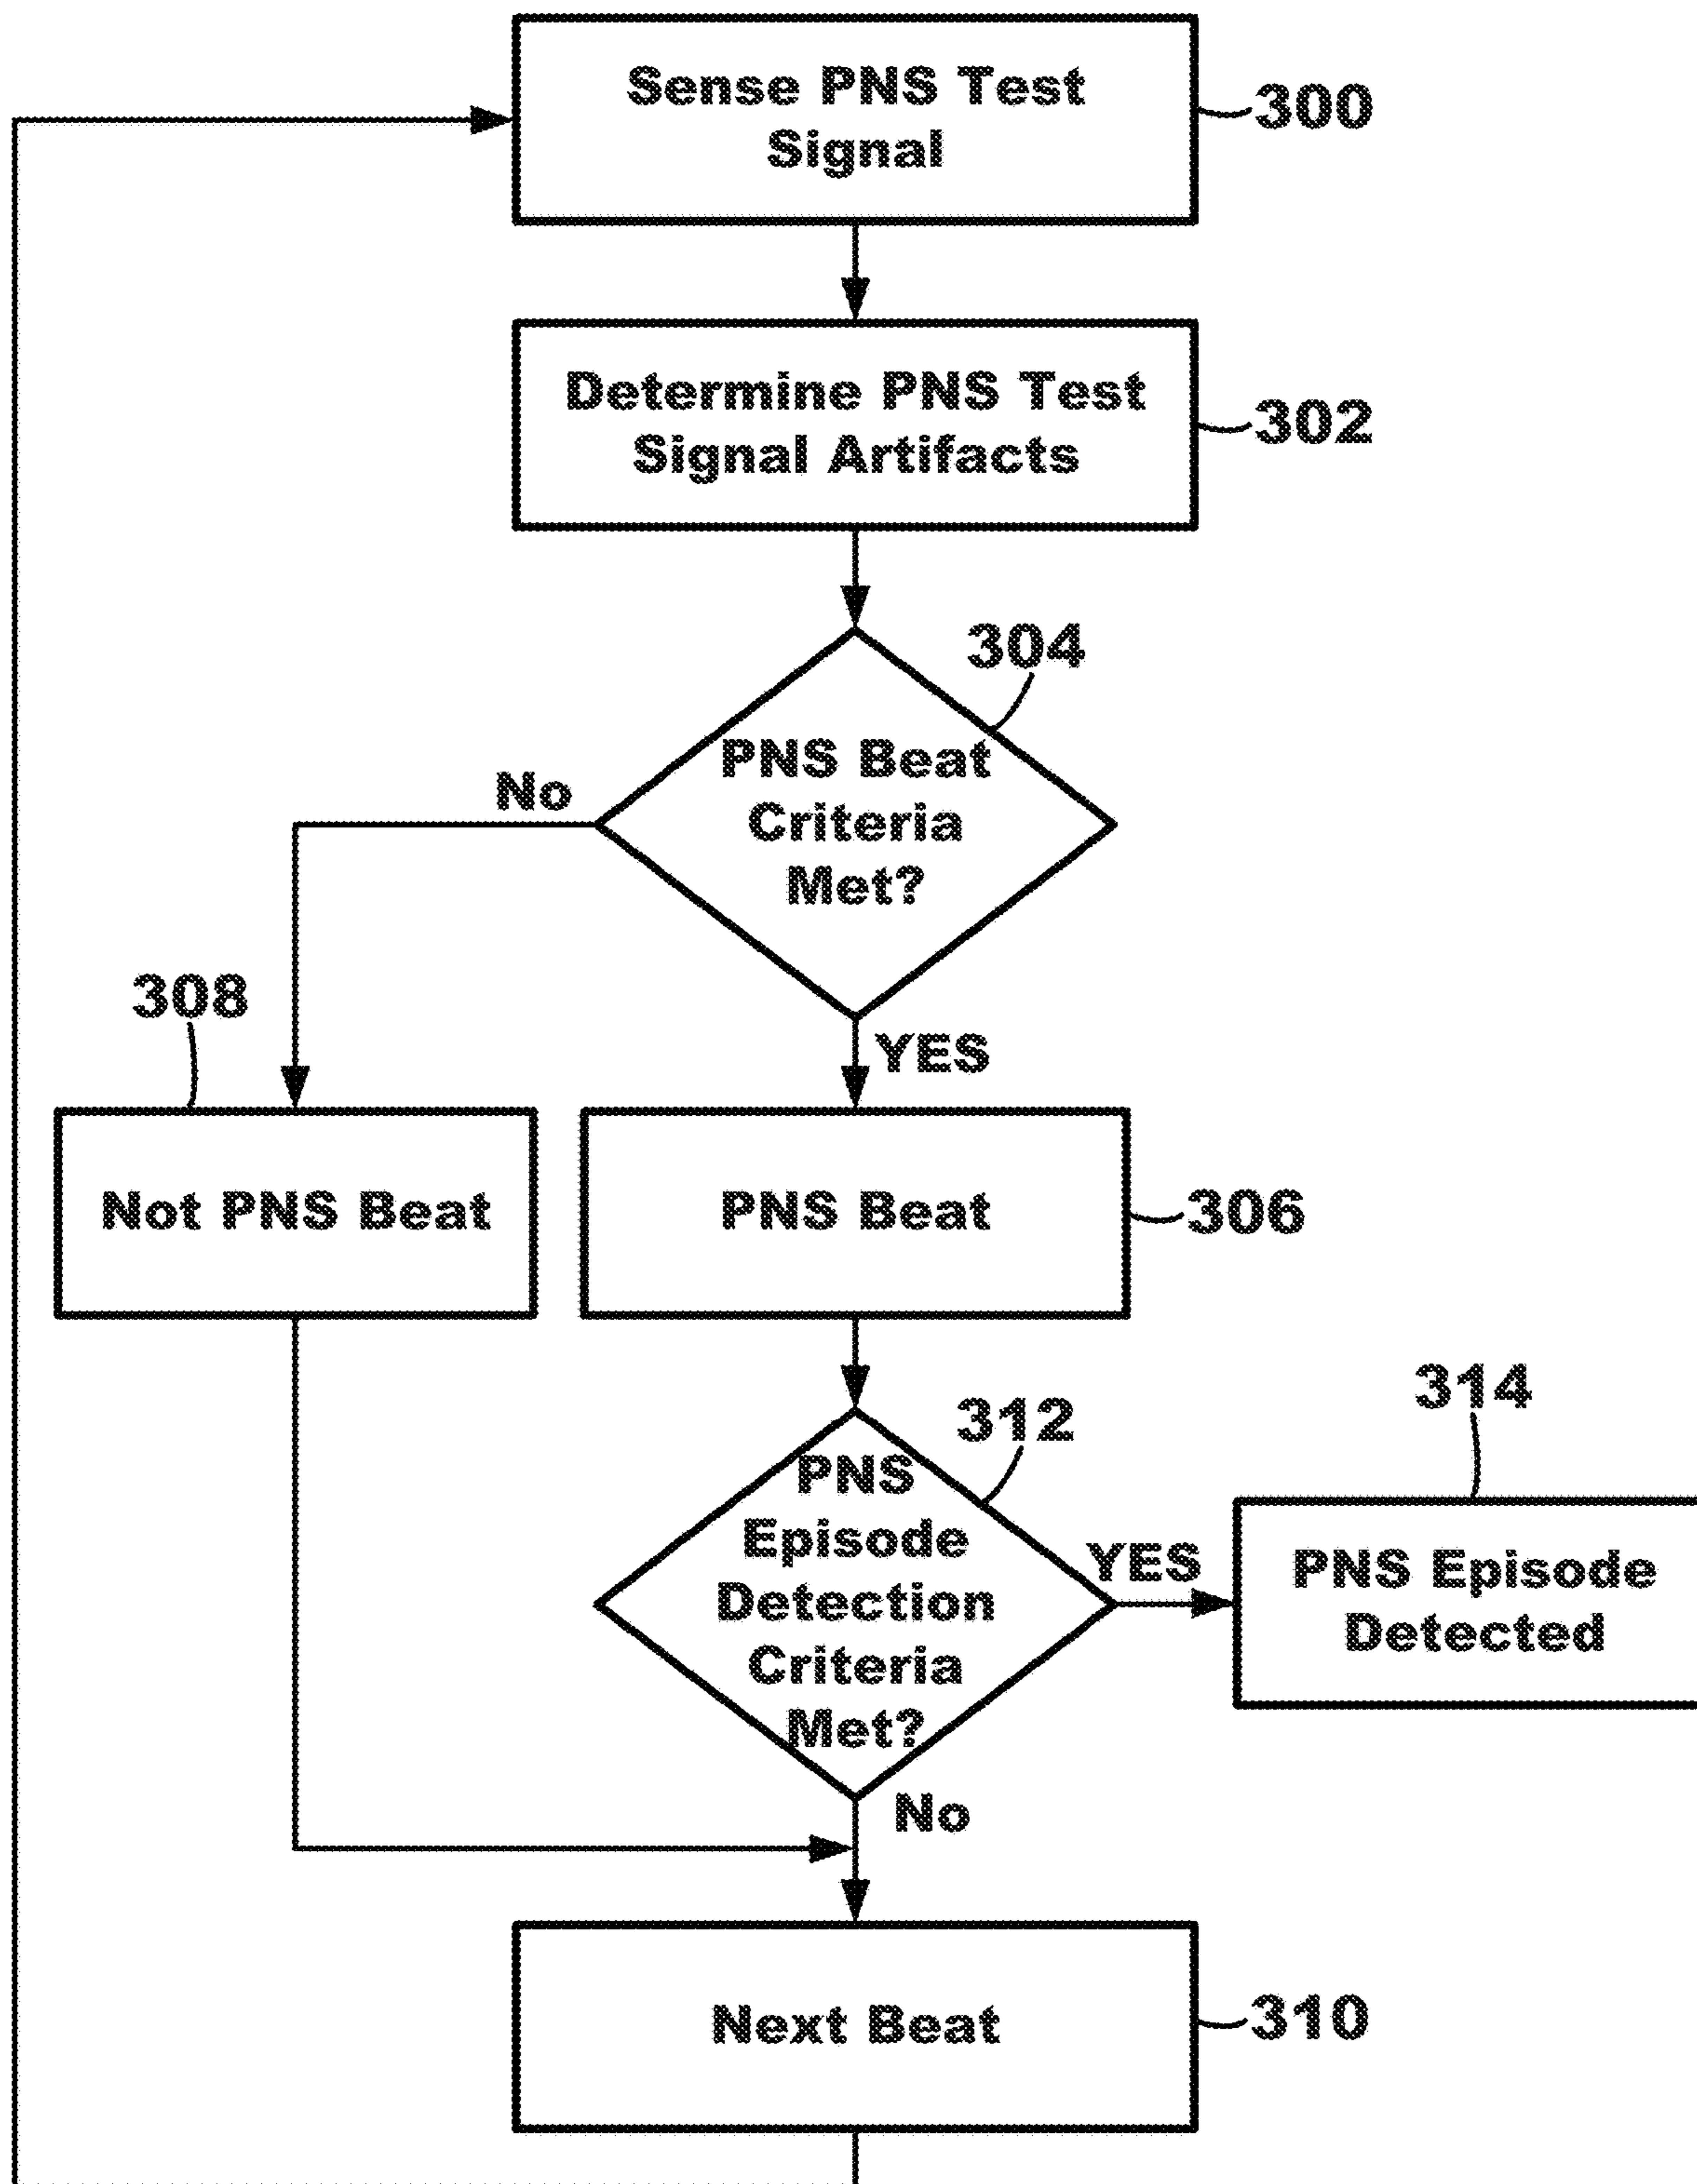 Sense PNS Test
Signal
300
Determine PNS Test
Signal Artifacts
302
304
PNS Beat
Criteria
Met?
No
YES
308
Not PNS Beat
PNS Beat
306
312
PNS
Episode
Detection
Criteria
Met?
YES
314
PNS Episode
Detected
No
Next Beat
310